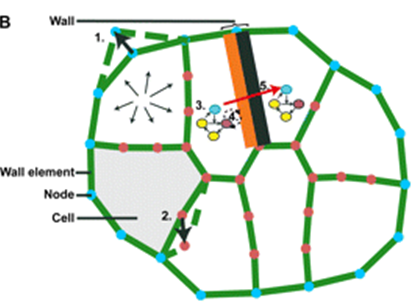 B
Wall
1.
5.
3.
4.
Wall element
Node
Cell
2.